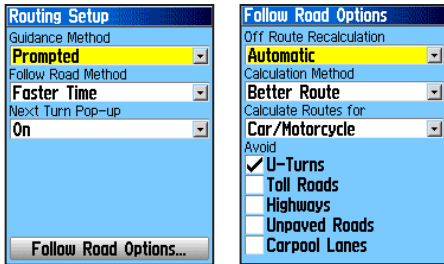 Routing Setup
Guidance Method
Prompted
Follow Road Method
Faster Time
Next Turn Pop-up
On
Follow Road Options...
Follow Road Options
Off Route Recalculation
Automatic
Calculation Method
Better Route
Calculate Routes for
Car/Motorcycle
Avoid
U-Turns
Toll Roads
Highways
Unpaved Roads
Carpool Lanes